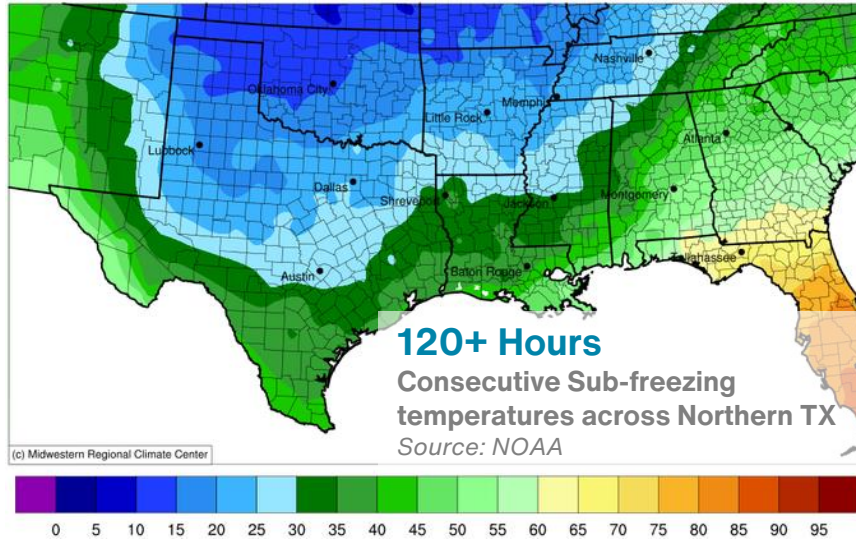 Nashville
Oklahoma City
Memphis
Little Rock
Atlanta
Lubbock
Dallas
Shreveport
Jackson
Montgomery
Tallahassee
Austin
Baton Rouge
120+ Hours
Consecutive Sub-freezing
temperatures across Northern TX
Source: NOAA
(c) Midwestern Regional Climate Center
0 5 10 15 20 25 30 35 40 45 50 55 60 65 70 75 80 85 90 95